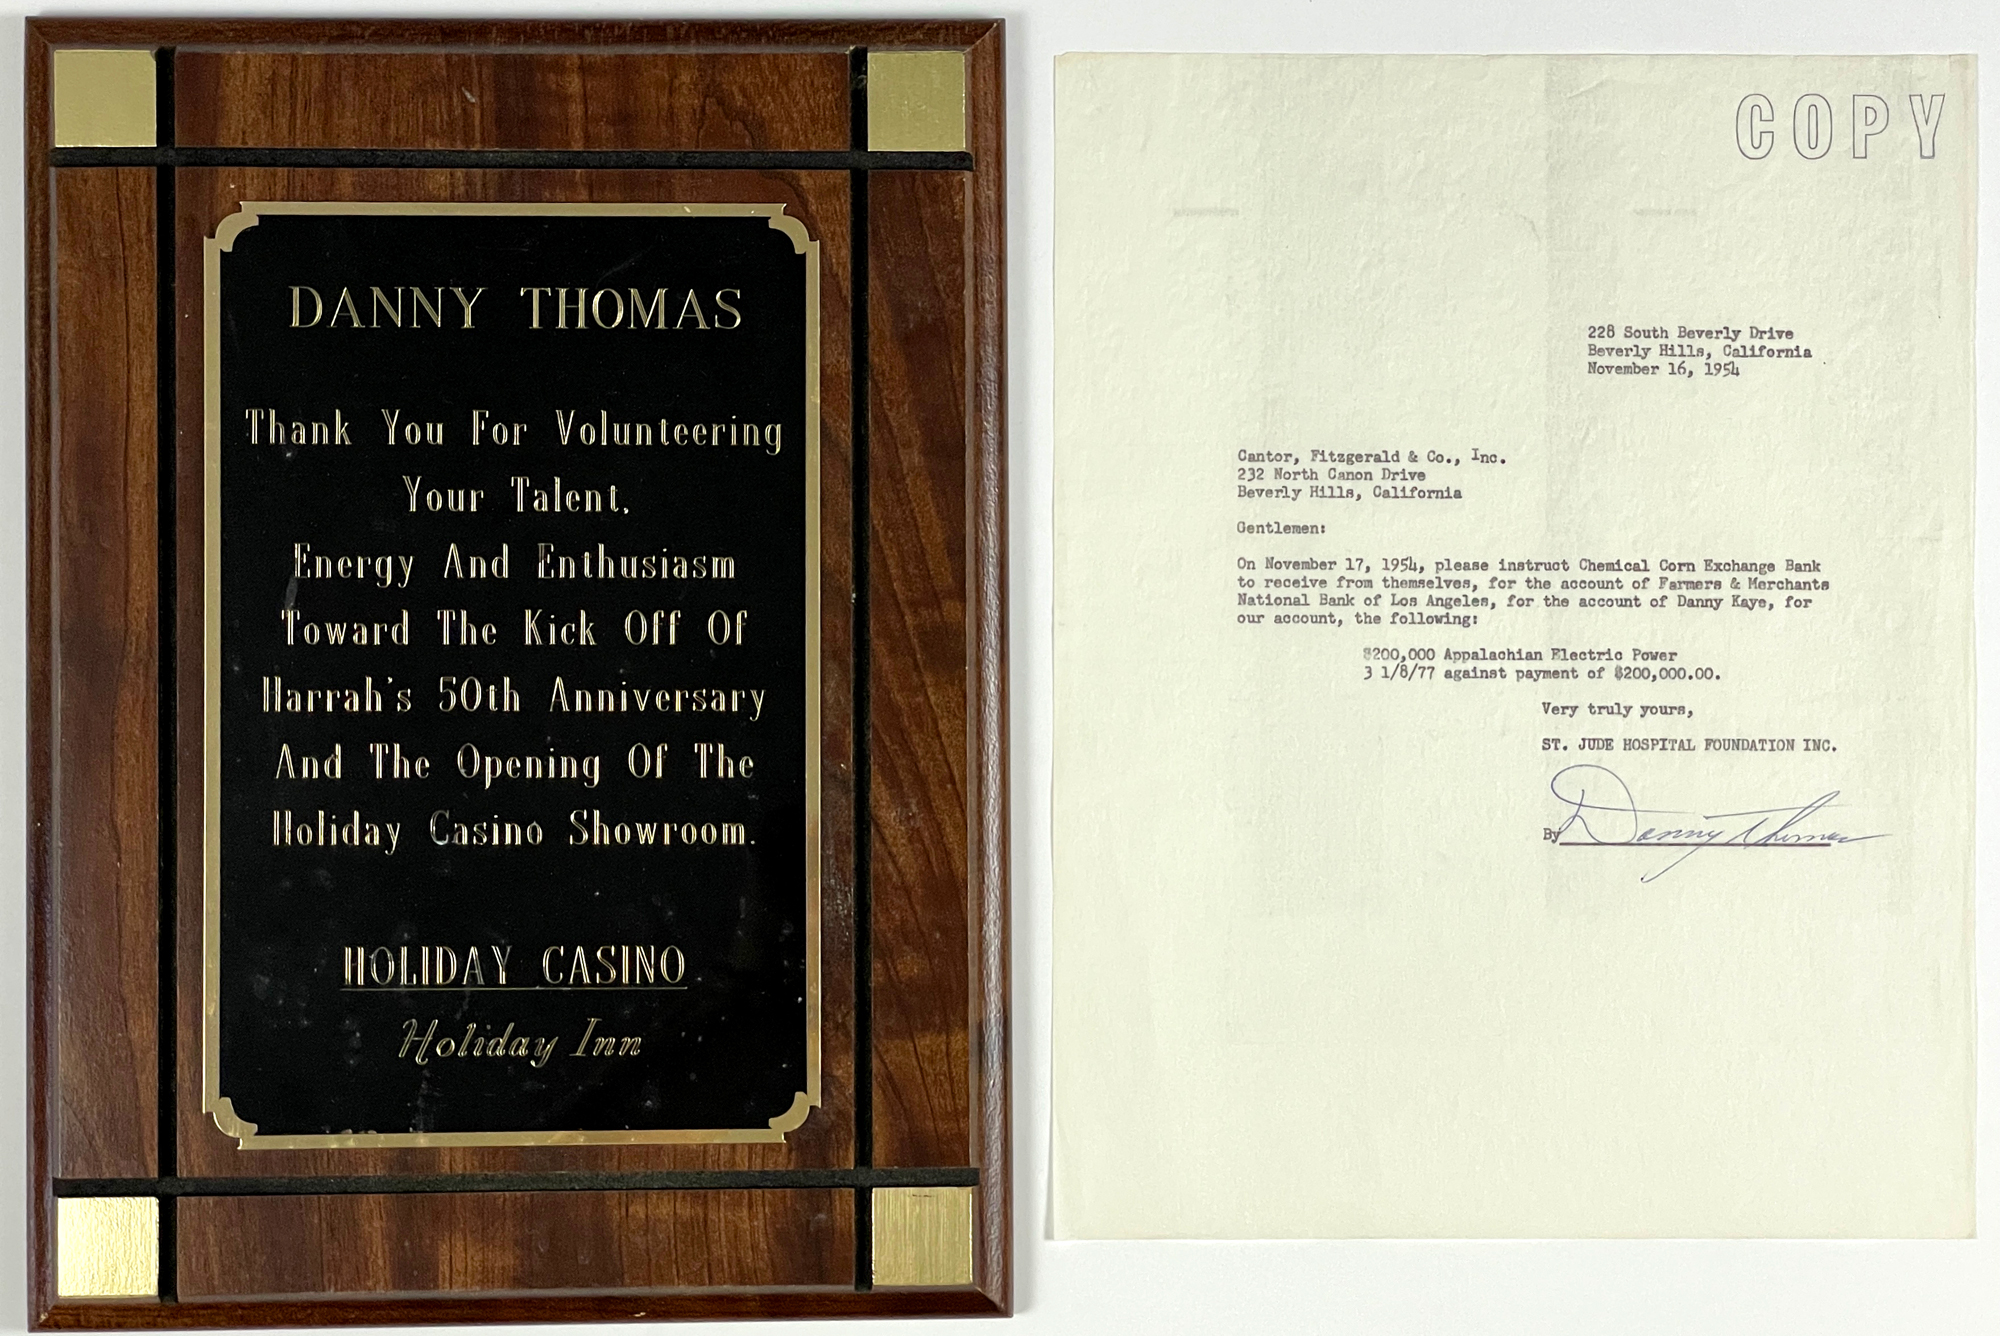 DANNY THOMAS
Thank You For Volunteering
Your Talent,
Energy And Enthusiasm
Toward The Kick Off Of
Harrah's 50th Anniversary
And The Opening Of The
Holiday Casino Showroom.
HOLIDAY CASINO
Holiday Inn
COPY
228 South Beverly Drive
Beverly Hills, California
November 16, 1954
Cantor, Fitzgerald & Co., Inc.
232 North Canon Drive
Beverly Hills, California
Gentlemen:
On November 17, 1954, please instruct Chemical Corn Exchange Bank
to receive from themselves, for the account of Farmers & Merchants
National Bank of Los Angeles, for the account of Danny Kaye, for
our account, the following:
$200,000 Appalachian Electric Power
3 1/8/77 against payment of $200,000.00.
Very truly yours,
ST. JUDE HOSPITAL FOUNDATION INC.
By Danny Thomas